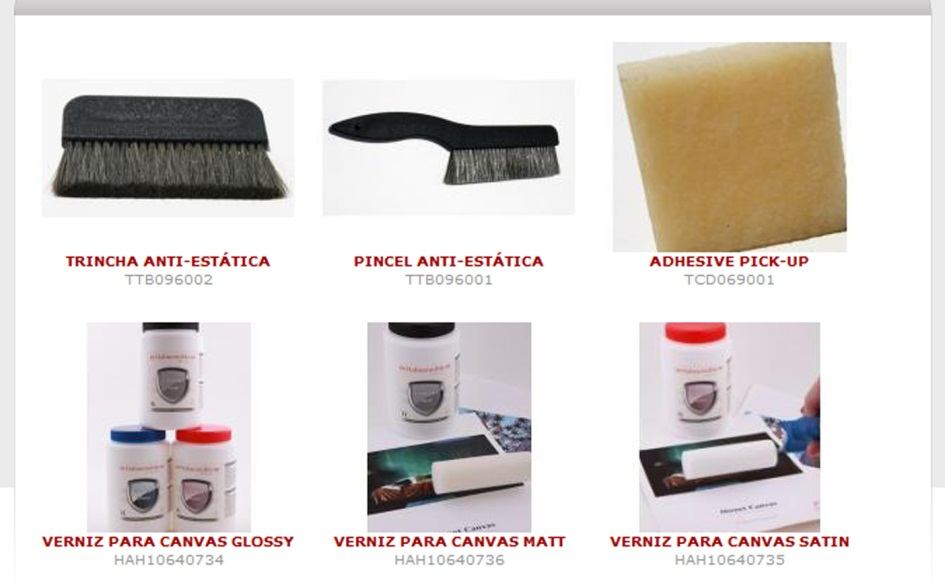 TRINCHA ANTI-ESTÁTICA
TTB096002
PINCEL ANTI-ESTÁTICA
TTB096001
ADHESIVE PICK-UP
TCD069001
VERNIZ PARA CANVAS GLOSSY
HAH10640734
VERNIZ PARA CANVAS MATT
HAH10640736
VERNIZ PARA CANVAS SATIN
HAH10640735